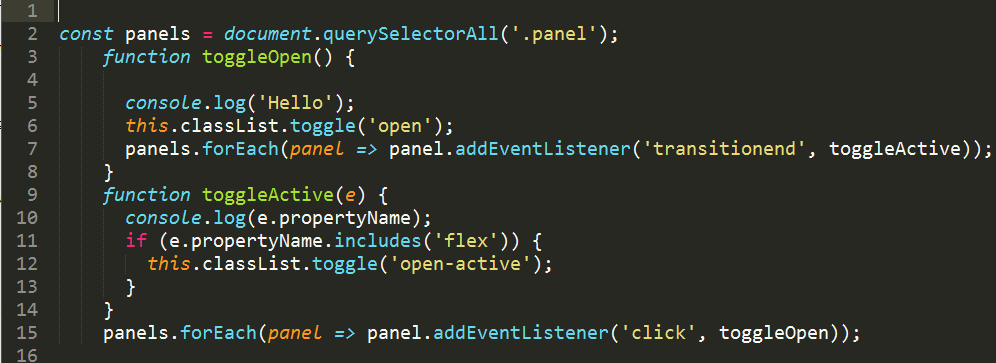 1
2 const panels = document.querySelectorAll('.panel');
3 function toggleOpen() {
4
5 console.log('Hello');
6 this.classList.toggle('open');
7 panels.forEach(panel => panel.addEventListener('transitionend', toggleActive));
8 }
9 function toggleActive(e) {
10 console.log(e.propertyName);
11 if (e.propertyName.includes('flex')) {
12 this.classList.toggle('open-active');
13 }
14 }
15 panels.forEach(panel => panel.addEventListener('click', toggleOpen));
16